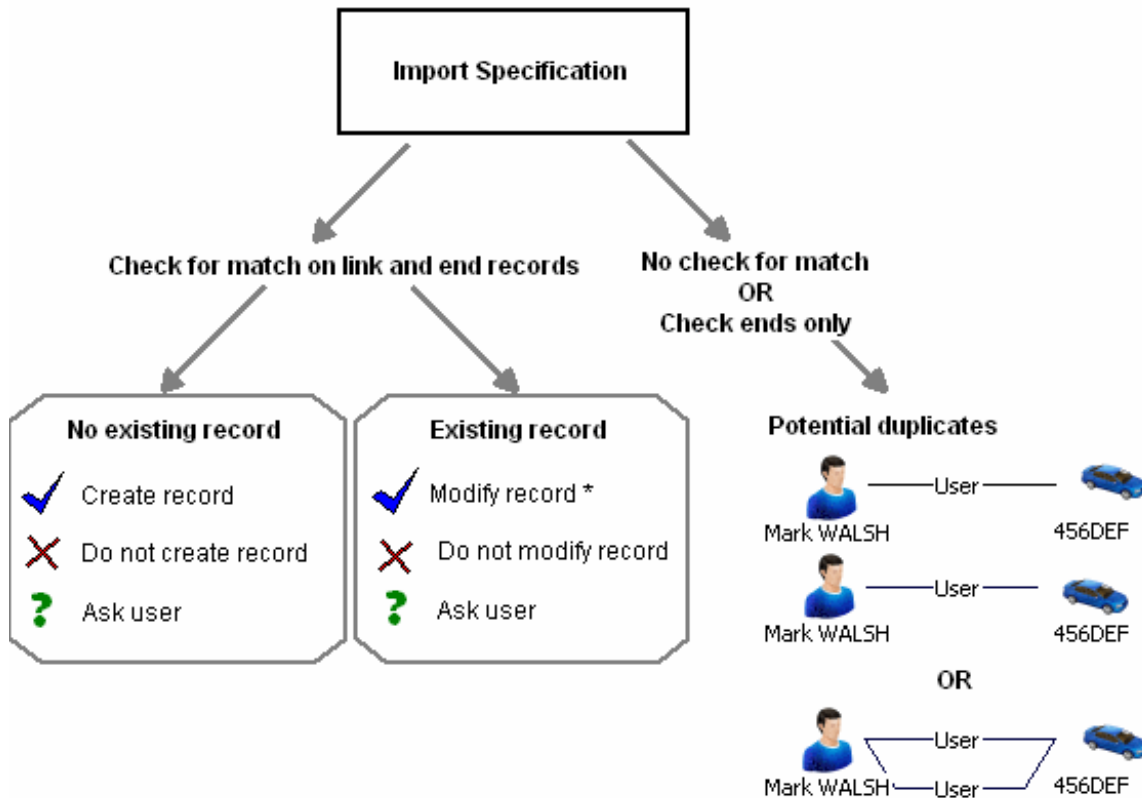 Import Specification
Check for match on link and end records
No check for match
OR
Check ends only
No existing record
Create record
Do not create record
Ask user
Existing record
Modify record *
Do not modify record
Ask user
Potential duplicates
User
Mark WALSH
456DEF
User
Mark WALSH
456DEF
OR
User
Mark WALSH
User
456DEF